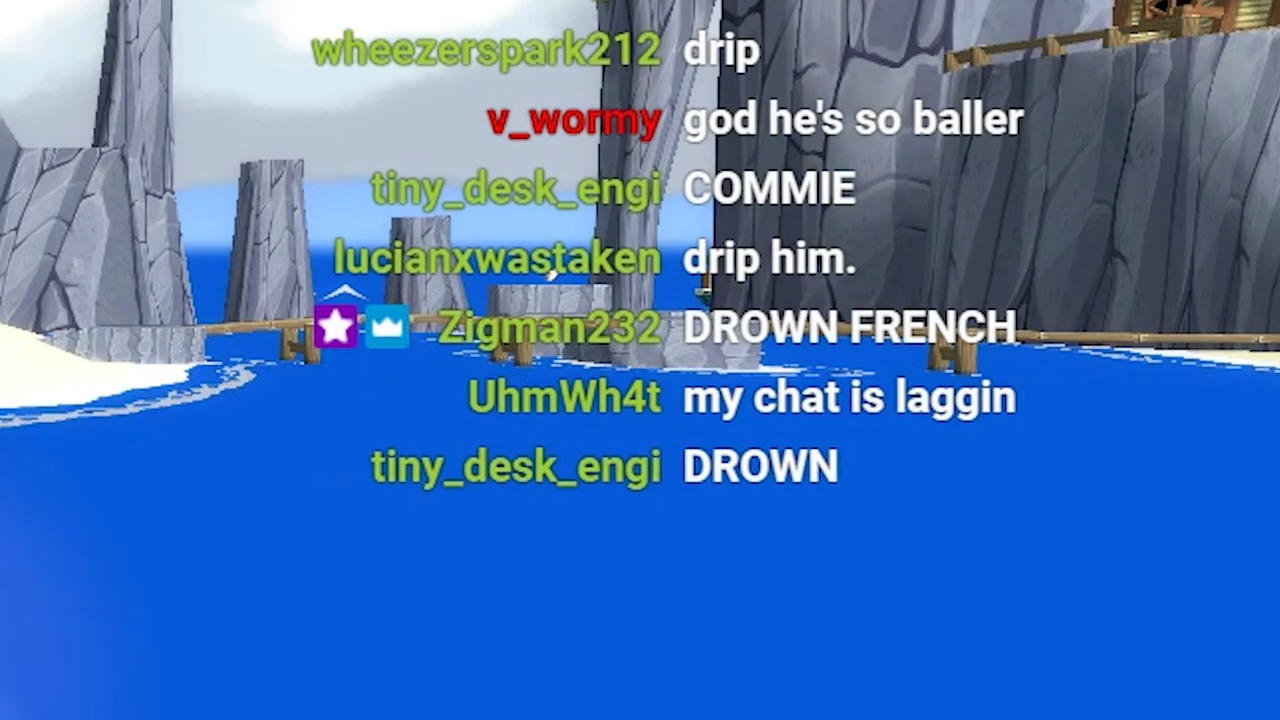 wheezerspark212 drip
v_wormy god he's so baller
tiny_desk_engi COMMIE
lucianxwastaken drip him.
Zigman232 DROWN FRENCH
UhmWh4t my chat is laggin
tiny_desk_engi DROWN